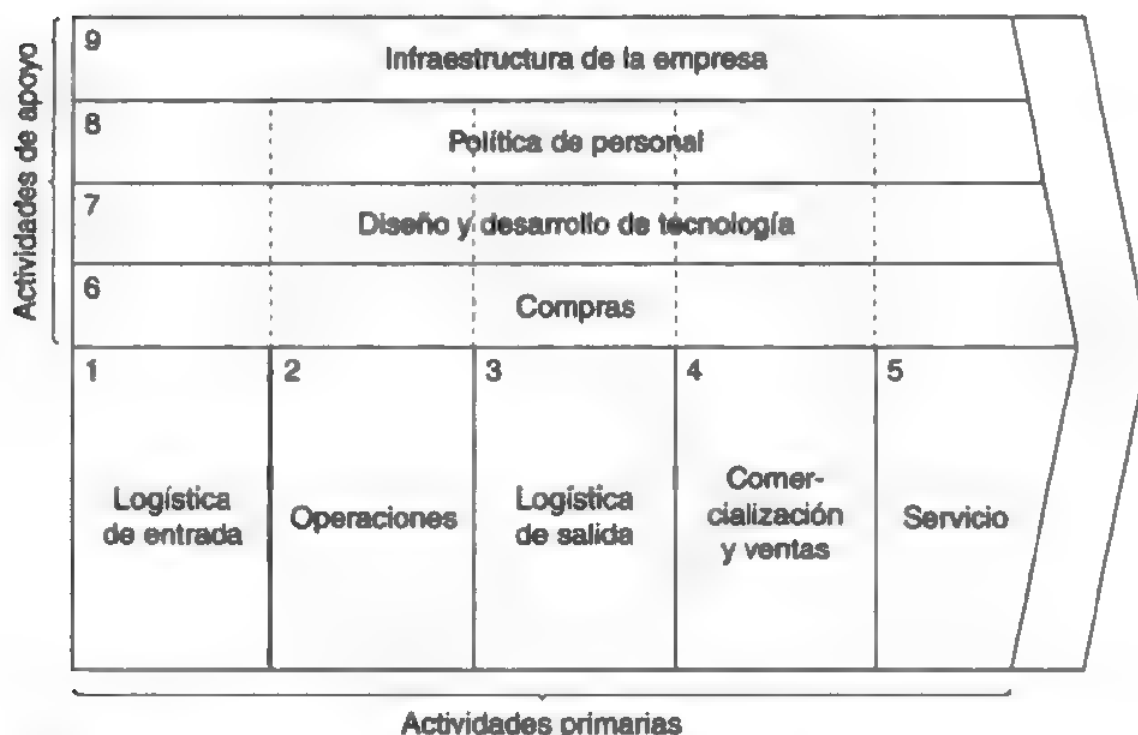 Actividades de apoyo
9
Infraestructura de la empresa
8
Política de personal
7
Diseño y desarrollo de tecnología
6
Compras
1
Logística
de entrada
2
Operaciones
3
Logística
de salida
4
Comer-
cialización
y ventas
5
Servicio
Actividades primarias